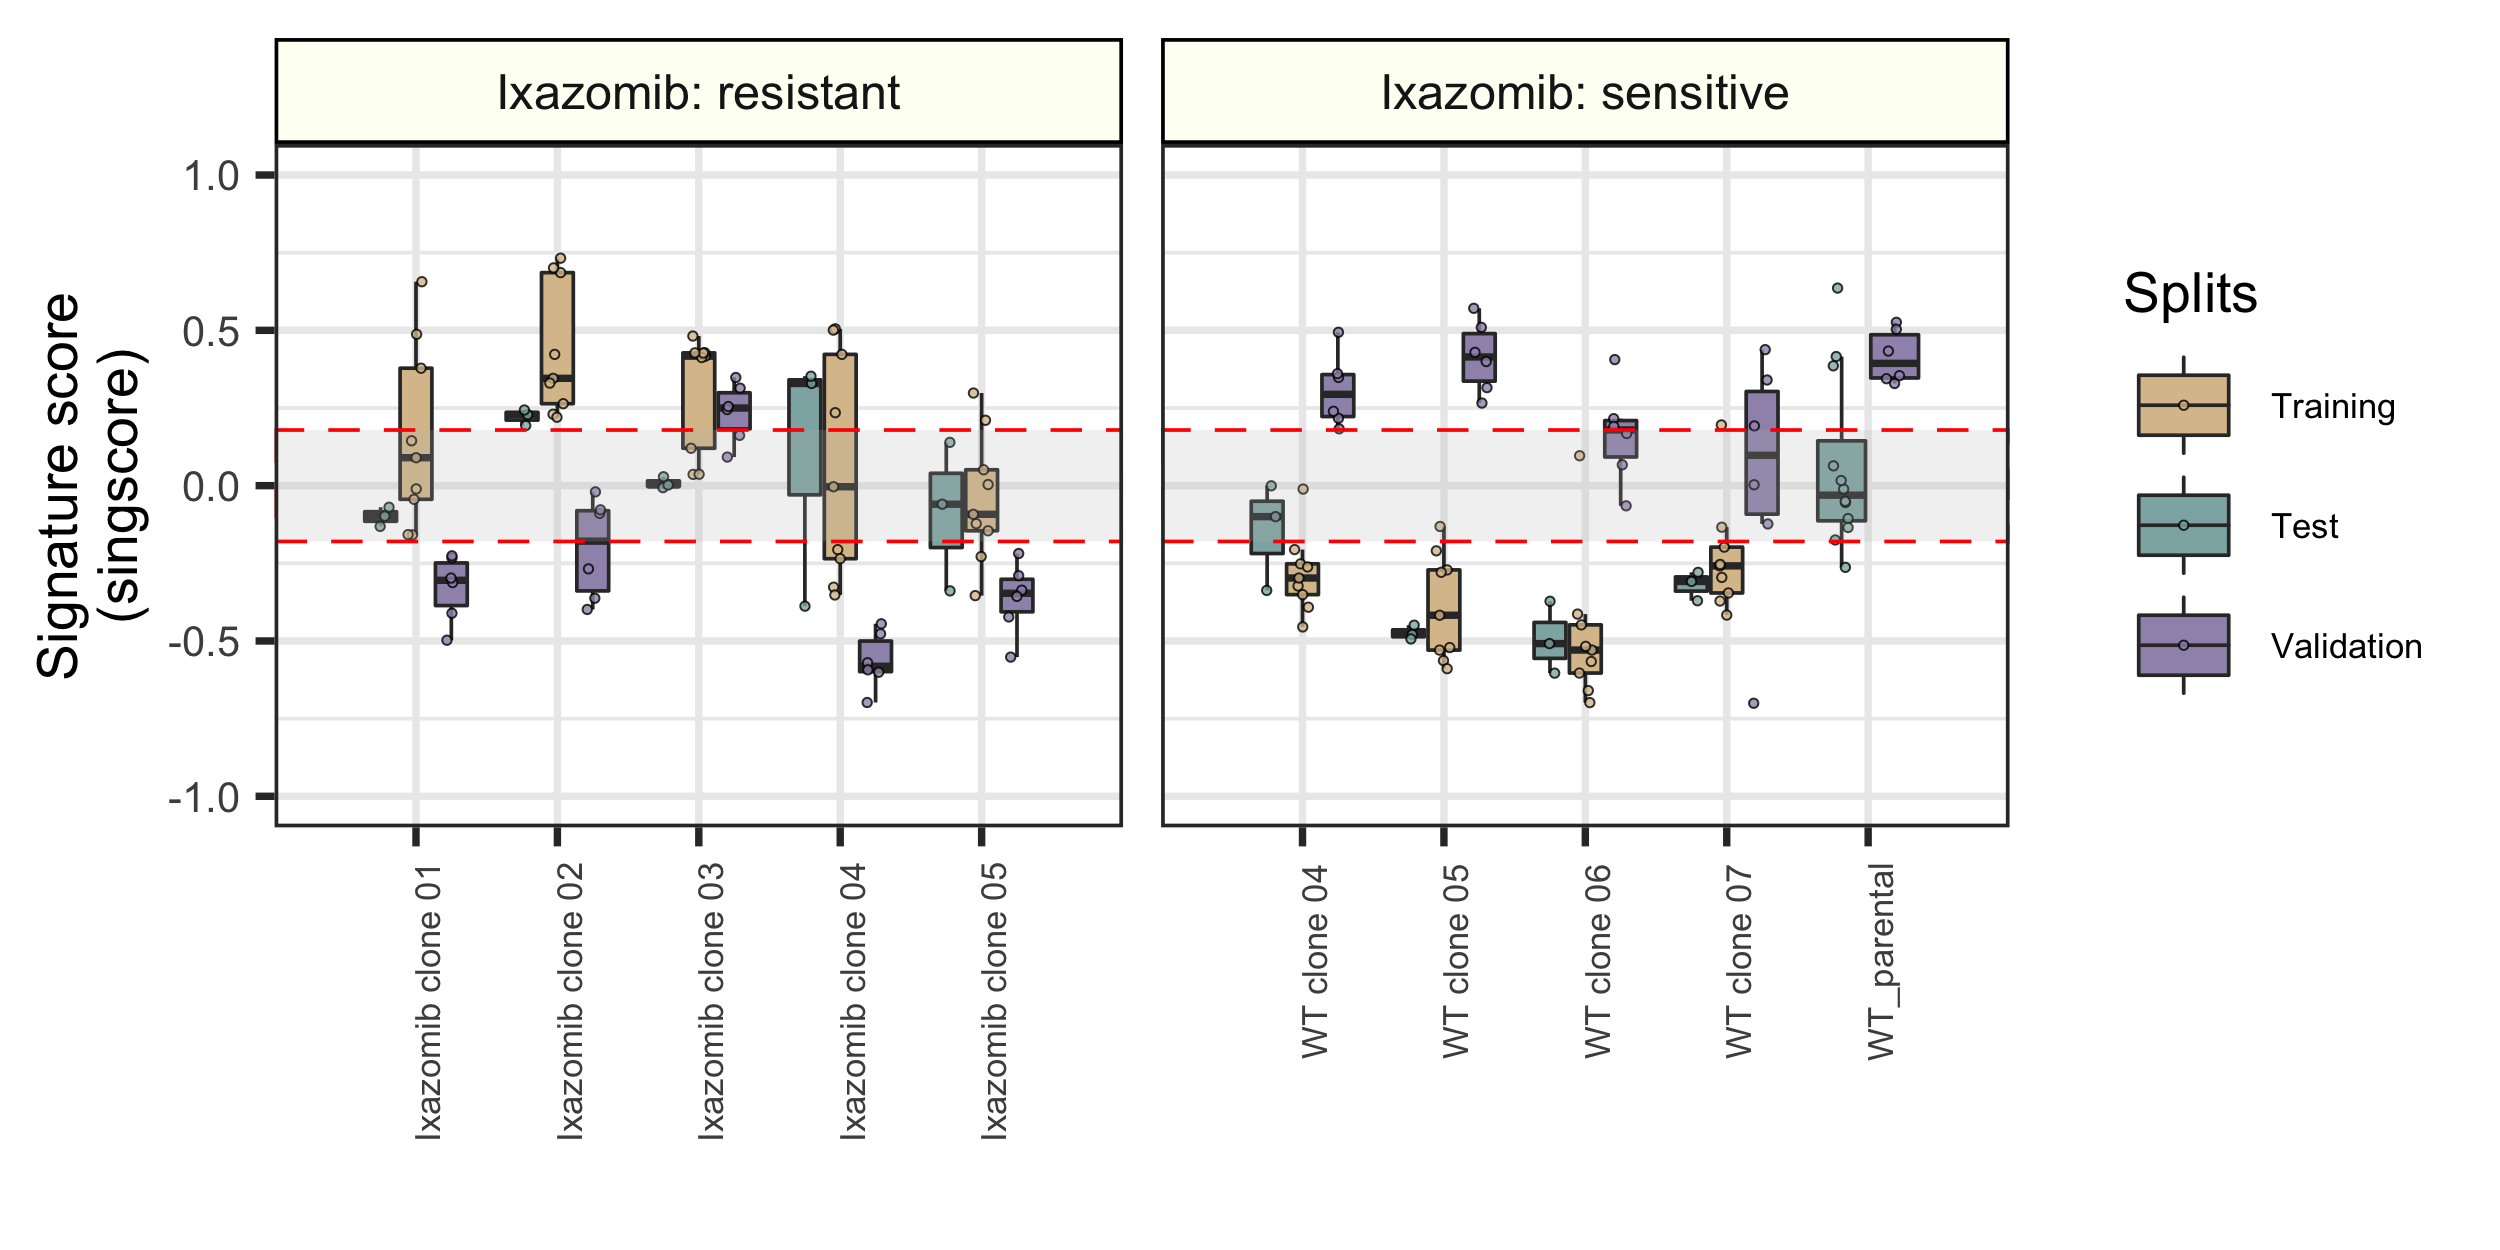 Ixazomib: resistant
Ixazomib: sensitive
Signature score
(singscore)
1.0
0.5
0.0
-0.5
-1.0
Ixazomib clone 01
Ixazomib clone 02
Ixazomib clone 03
Ixazomib clone 04
Ixazomib clone 05
WT clone 04
WT clone 05
WT clone 06
WT clone 07
WT_parental
Splits
Training
Test
Validation